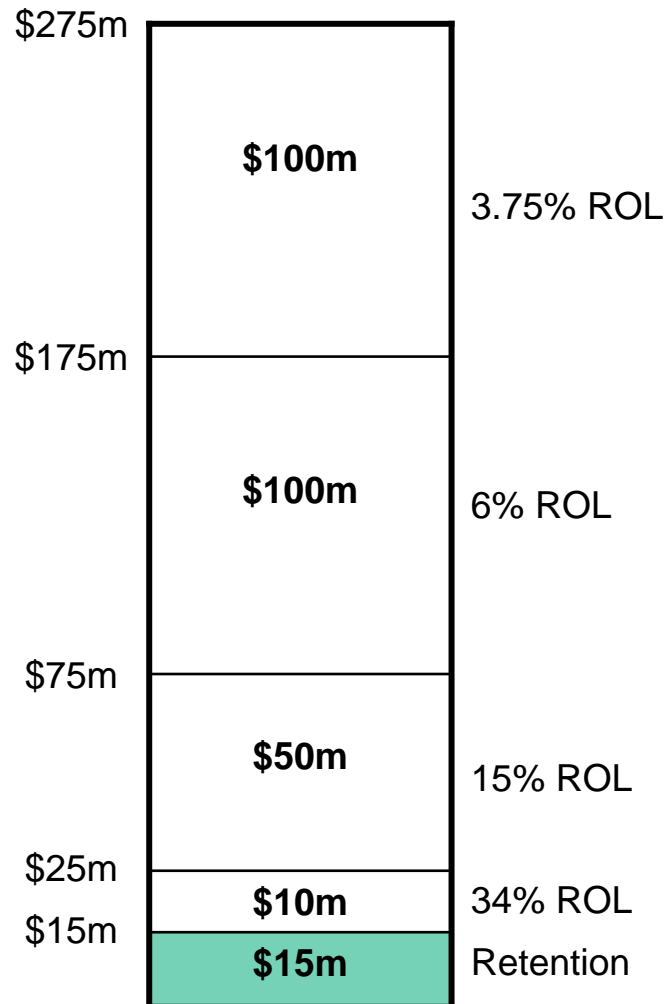 $275m
$100m
3.75% ROL
$175m
$100m
6% ROL
$75m
$50m
15% ROL
$25m
$10m
34% ROL
$15m
$15m
Retention